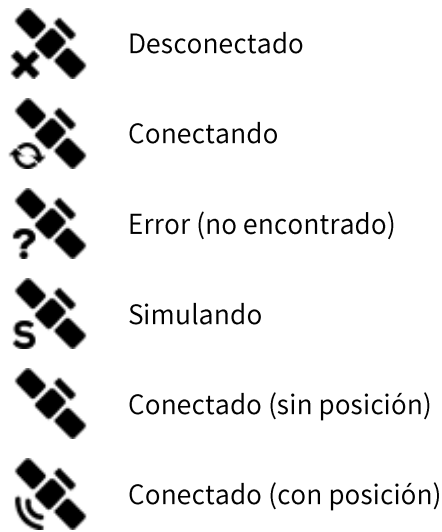 Desconectado
Conectando
? Error (no encontrado)
S Simulando
Conectado (sin posición)
Conectado (con posición)